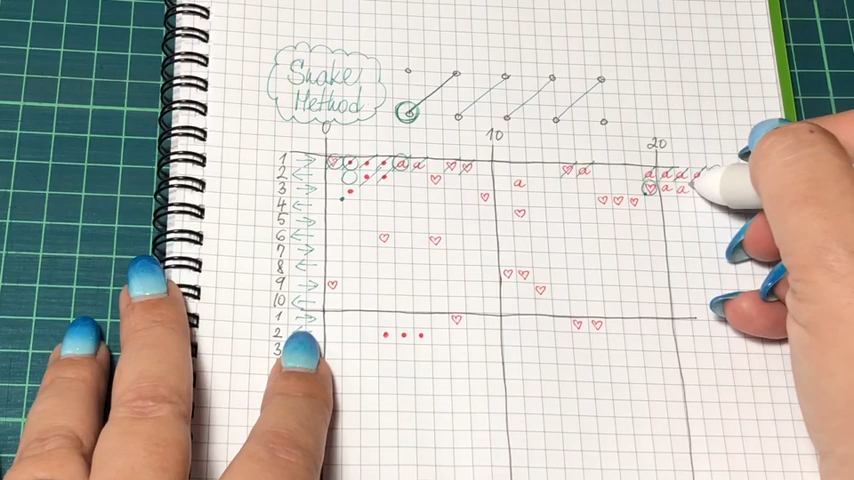 Snake
Method
0 10 20
1 → ♡ • • • a a ♡ ♡ ♡ a a a a a
2 ← • • ♡ a ♡ a a
3 → • ♡
4 ← • ♡ ♡ ♡ ♡
5 →
6 ← ♡ ♡
7 →
8 ← ♡ ♡
9 → ♡ ♡
10 ←
1 → ♡ ♡ ♡
2 ← • • •
3